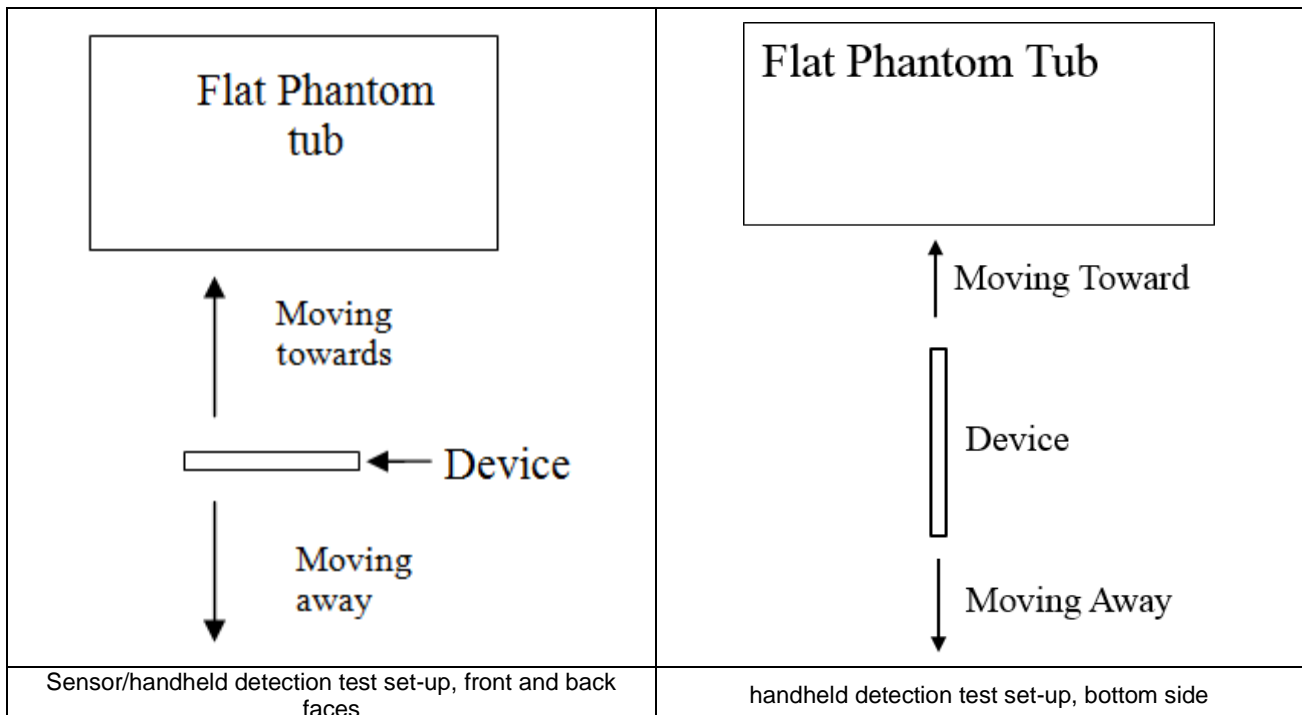 Flat Phantom
tub
Moving
towards
Device
Moving
away
Sensor/handheld detection test set-up, front and back
faces
Flat Phantom Tub
Moving Toward
Device
Moving Away
handheld detection test set-up, bottom side